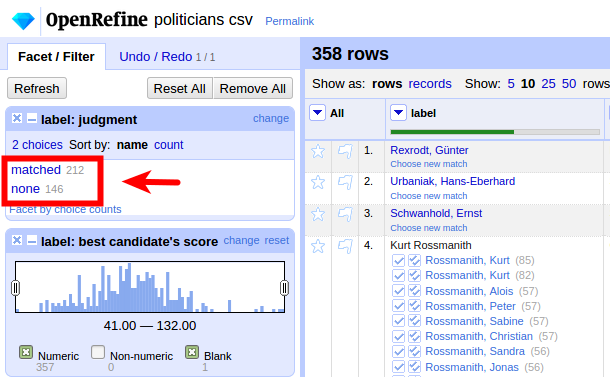 OpenRefine politicians csv Permalink
Facet / Filter Undo / Redo 1 / 1
Refresh Reset All Remove All
label: judgment change
2 choices Sort by: name count
matched 212
none 146
Facet by choice counts
label: best candidate's score change reset
41.00 — 132.00
Numeric Non-numeric Blank
357 0 1
358 rows
Show as: rows records Show: 5 10 25 50 rows
All label
1. Rexrodt, Günter
Choose new match
2. Urbaniak, Hans-Eberhard
Choose new match
3. Schwanhold, Ernst
Choose new match
4. Kurt Rossmanith
Rossmanith, Kurt (85)
Rossmanith, Kurt (82)
Rossmanith, Alois (57)
Rossmanith, Peter (57)
Rossmanith, Sabine (57)
Rossmanith, Christian (57)
Rossmanith, Sandra (56)
Rossmanith, Jonas (56)